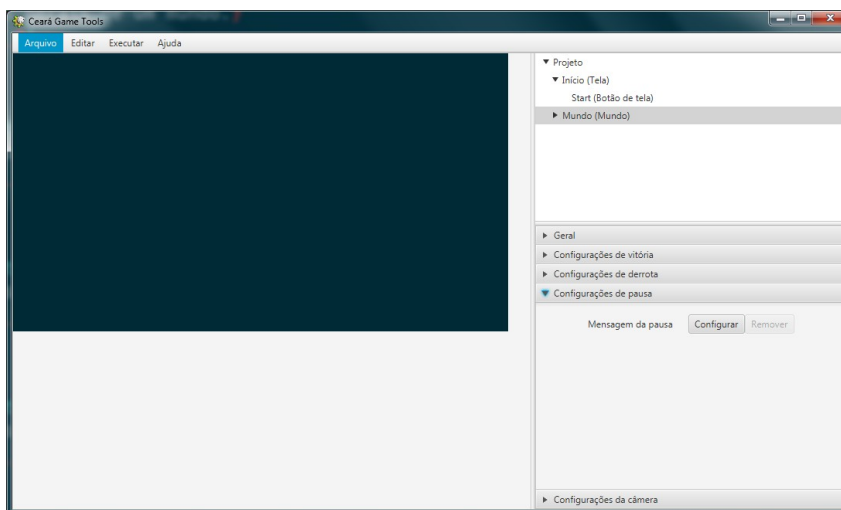 Ceará Game Tools
Arquivo Editar Executar Ajuda
Projeto
Início (Tela)
Start (Botão de tela)
Mundo (Mundo)
Geral
Configurações de vitória
Configurações de derrota
Configurações de pausa
Mensagem da pausa Configurar Remover
Configurações da câmera